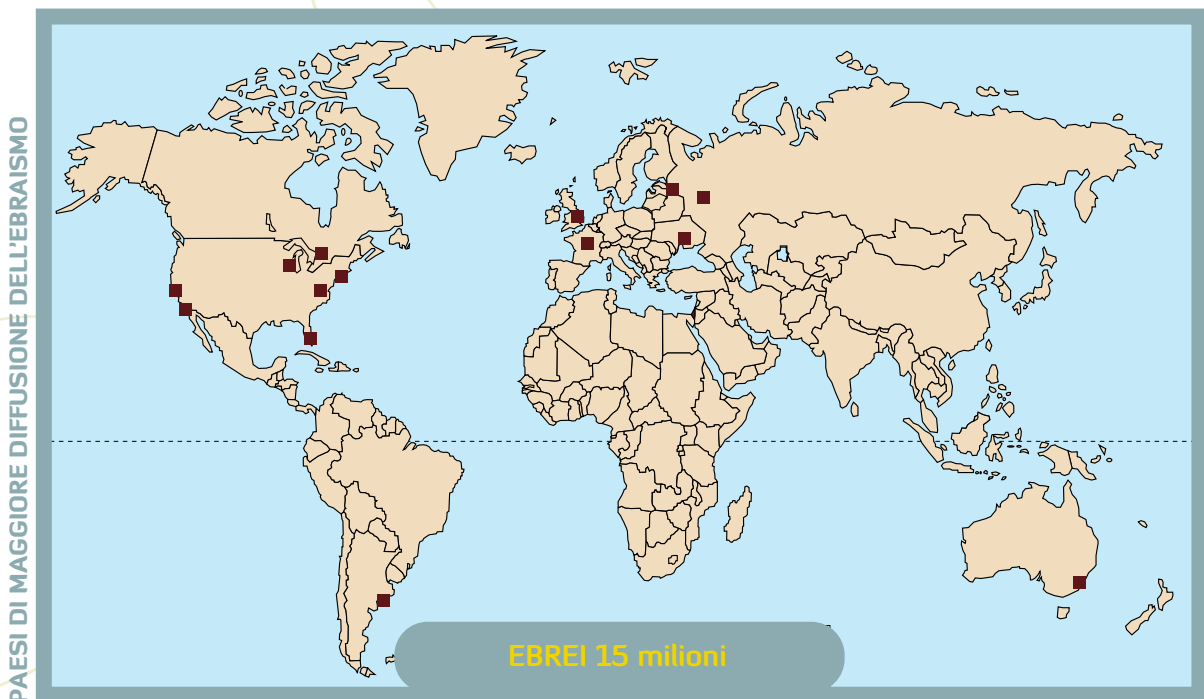 PAESI DI MAGGIORE DIFFUSIONE DELL'EBRAISMO
EBREI 15 milioni